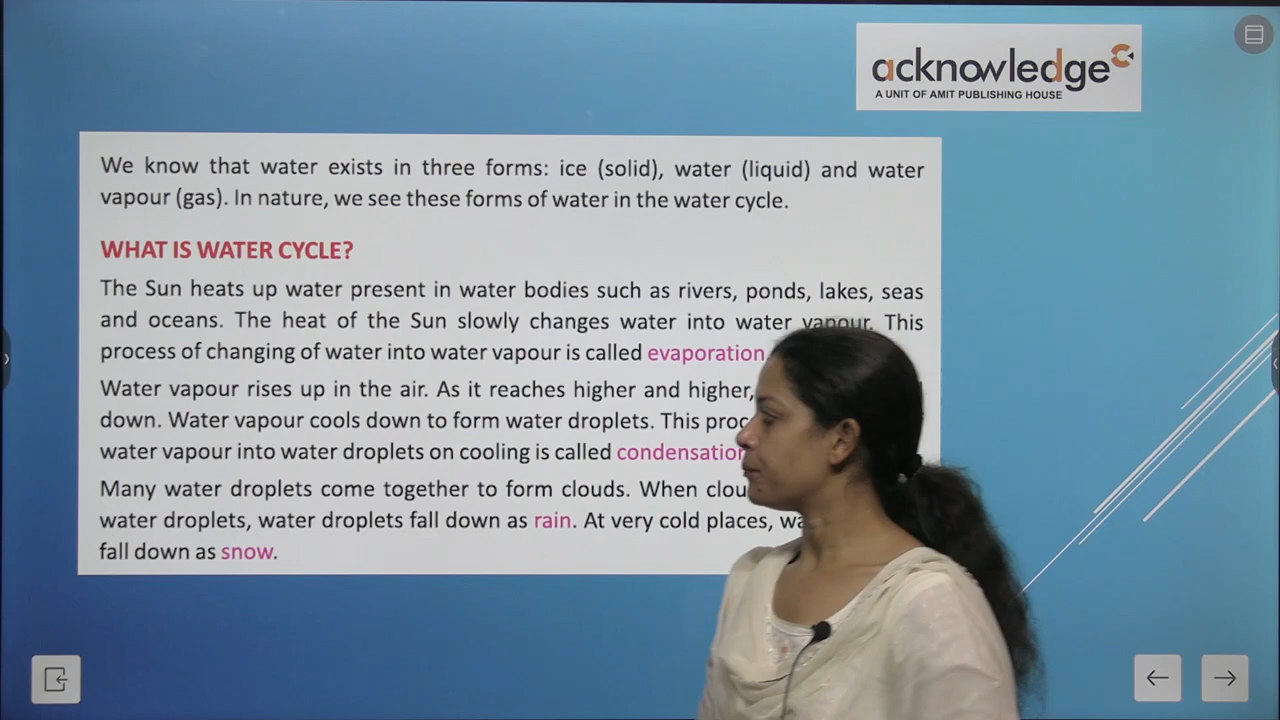 acknowledge
A UNIT OF AMIT PUBLISHING HOUSE
We know that water exists in three forms: ice (solid), water (liquid) and water
vapour (gas). In nature, we see these forms of water in the water cycle.
WHAT IS WATER CYCLE?
The Sun heats up water present in water bodies such as rivers, ponds, lakes, seas
and oceans. The heat of the Sun slowly changes water into water vapour. This
process of changing of water into water vapour is called evaporation.
Water vapour rises up in the air. As it reaches higher and higher,
down. Water vapour cools down to form water droplets. This
water vapour into water droplets on cooling is called condensation
Many water droplets come together to form clouds. When
water droplets, water droplets fall down as rain. At very cold places,
fall down as snow.